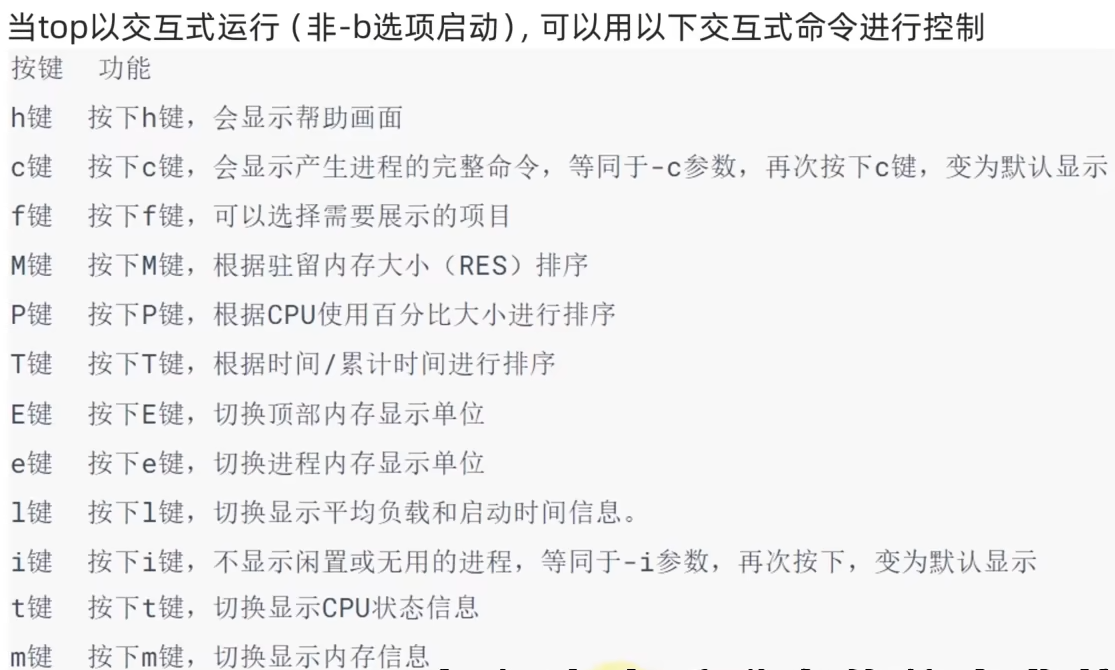 当top以交互式运行（非-b选项启动），可以用以下交互式命令进行控制
按键 功能
h键 按下h键，会显示帮助画面
c键 按下c键，会显示产生进程的完整命令，等同于-c参数，再次按下c键，变为默认显示
f键 按下f键，可以选择需要展示的项目
M键 按下M键，根据驻留内存大小（RES）排序
P键 按下P键，根据CPU使用百分比大小进行排序
T键 按下T键，根据时间/累计时间进行排序
E键 按下E键，切换顶部内存显示单位
e键 按下e键，切换进程内存显示单位
l键 按下l键，切换显示平均负载和启动时间信息。
i键 按下i键，不显示闲置或无用的进程，等同于-i参数，再次按下，变为默认显示
t键 按下t键，切换显示CPU状态信息
m键 按下m键，切换显示内存信息